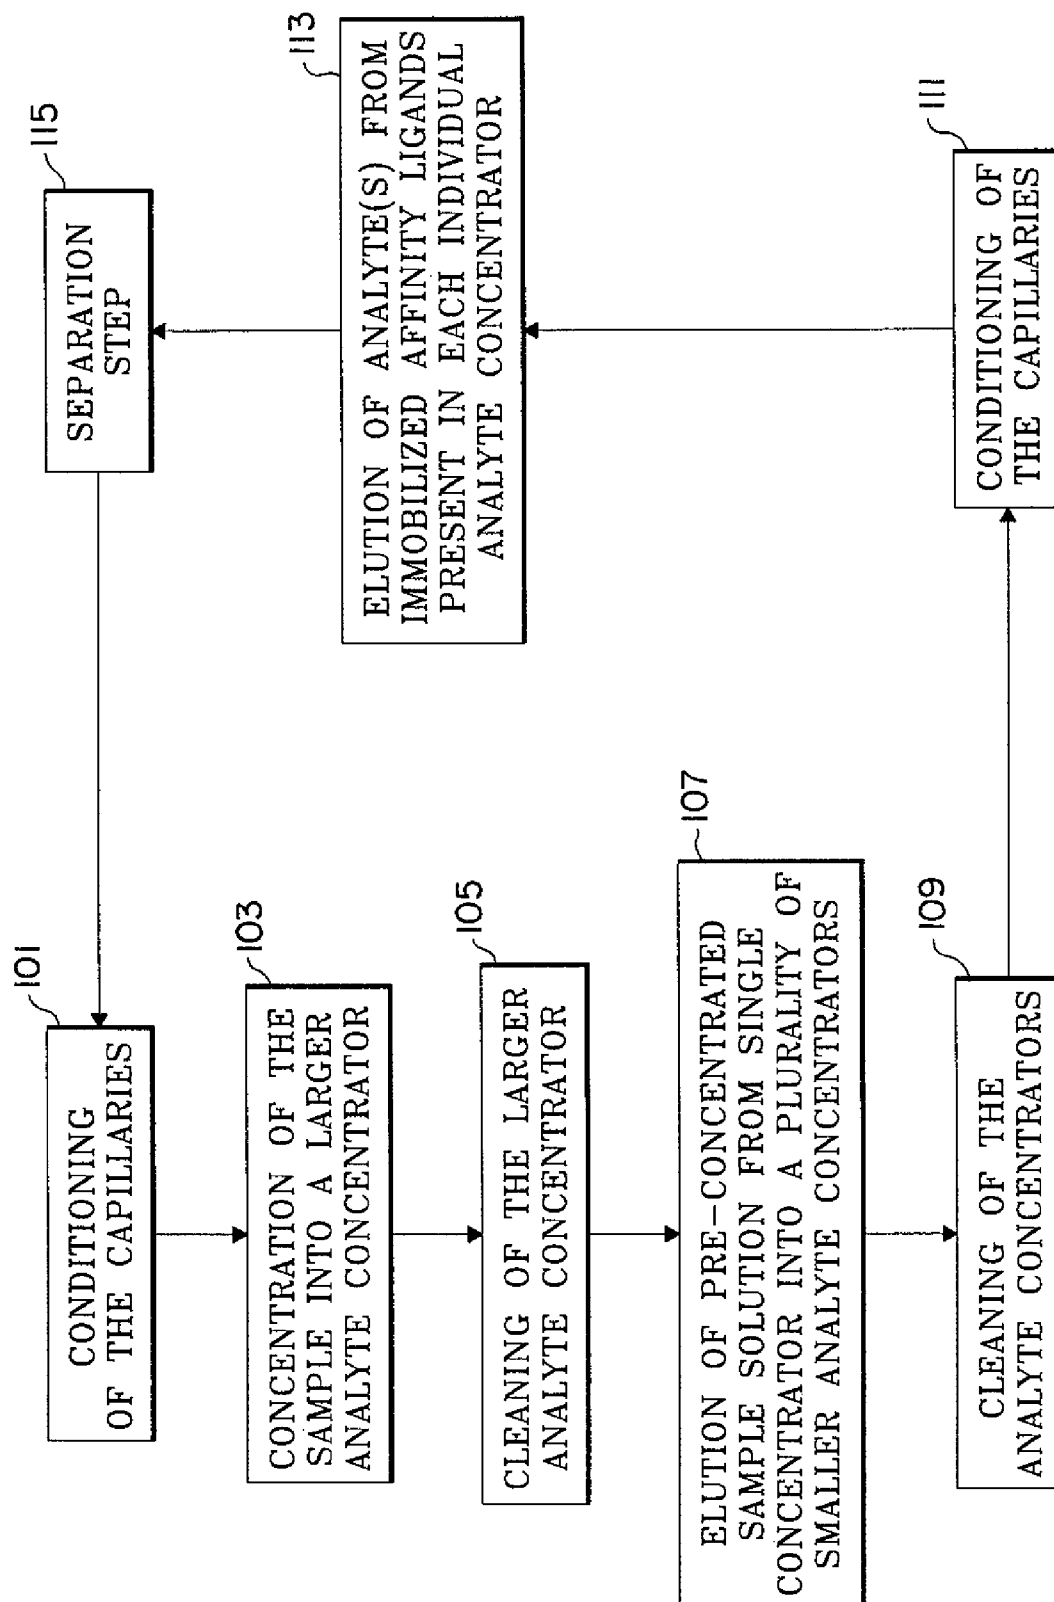 101
CONDITIONING
OF THE CAPILLARIES
103
CONCENTRATION OF THE
SAMPLE INTO A LARGER
ANALYTE CONCENTRATOR
105
CLEANING OF THE LARGER
ANALYTE CONCENTRATOR
107
ELUTION OF PRE-CONCENTRATED
SAMPLE SOLUTION FROM SINGLE
CONCENTRATOR INTO A PLURALITY OF
SMALLER ANALYTE CONCENTRATORS
109
CLEANING OF THE
ANALYTE CONCENTRATORS
111
CONDITIONING OF
THE CAPILLARIES
113
ELUTION OF ANALYTE(S) FROM
IMMOBILIZED AFFINITY LIGANDS
PRESENT IN EACH INDIVIDUAL
ANALYTE CONCENTRATOR
115
SEPARATION
STEP